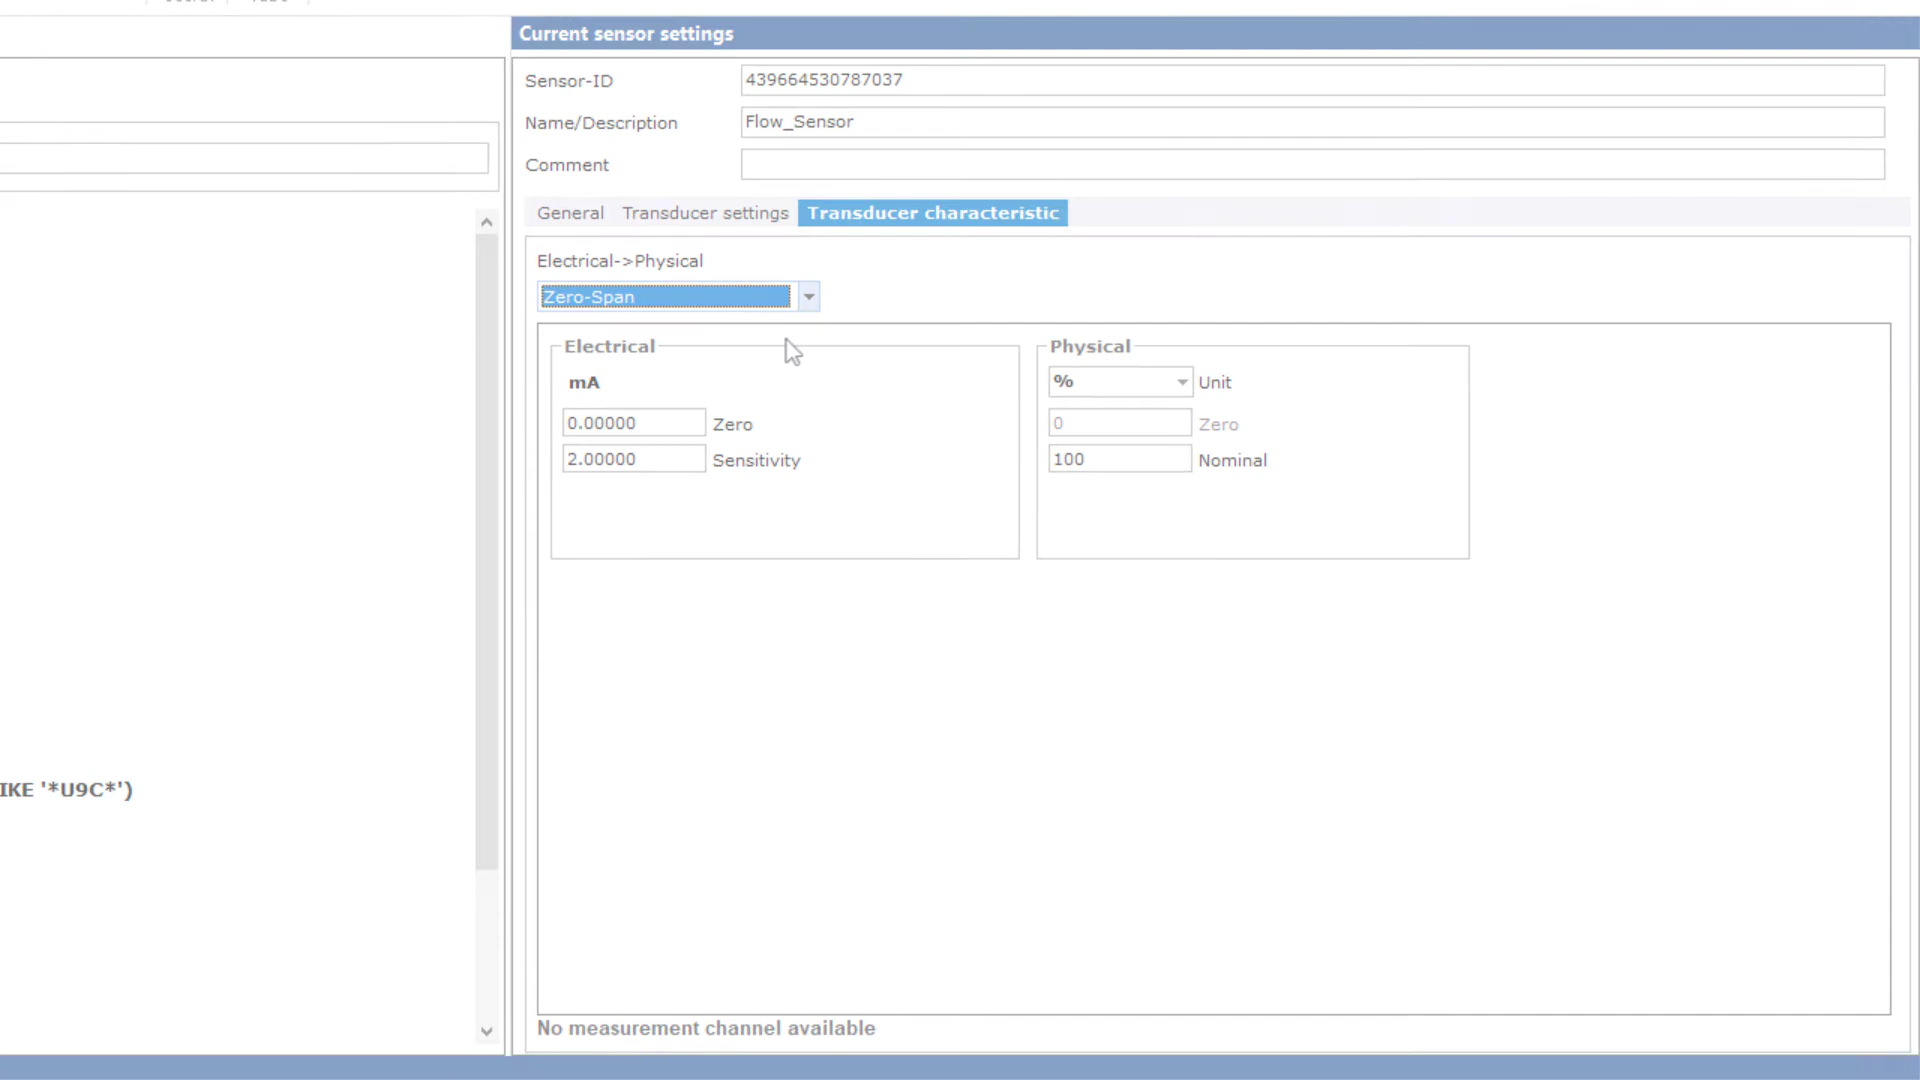 Current sensor settings
Sensor-ID 439664530787037
Name/Description Flow_Sensor
Comment
General Transducer settings Transducer characteristic
Electrical->Physical
Zero-Span
Electrical
mA
0.00000 Zero
2.00000 Sensitivity
Physical
% Unit
0 Zero
100 Nominal
IKE '*U9C*')
No measurement channel available